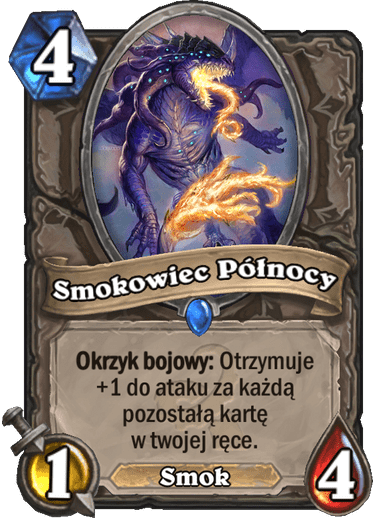 4
Smokowiec Północy
Okrzyk bojowy: Otrzymuje
+1 do ataku za każdą
pozostałą kartę
w twojej ręce.
1
Smok
4